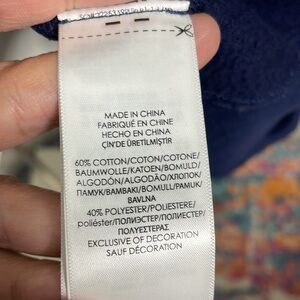 MADE IN CHINA
FABRIQUÉ EN CHINE
HECHO EN CHINA
ÇIN'DE ÜRETİLMİŞTİR
60% COTTON/COTON/COTONE/
BAUMWOLLE/KATOEN/BOMULD/
ALGODÓN/ALGODÃO/ХЛОПОК
ПАМУК/BAMBAKI/BOMULL/PAMUK/
BAVLNA
40% POLYESTER/POLIESTERE/
poliéster/ПОЛИЭСТЕР/ПОЛИЕСТЕР/
ΠΟΛΥΕΣΤΕΡΑΣ
EXCLUSIVE OF DECORATION
SAUF DÉCORATION